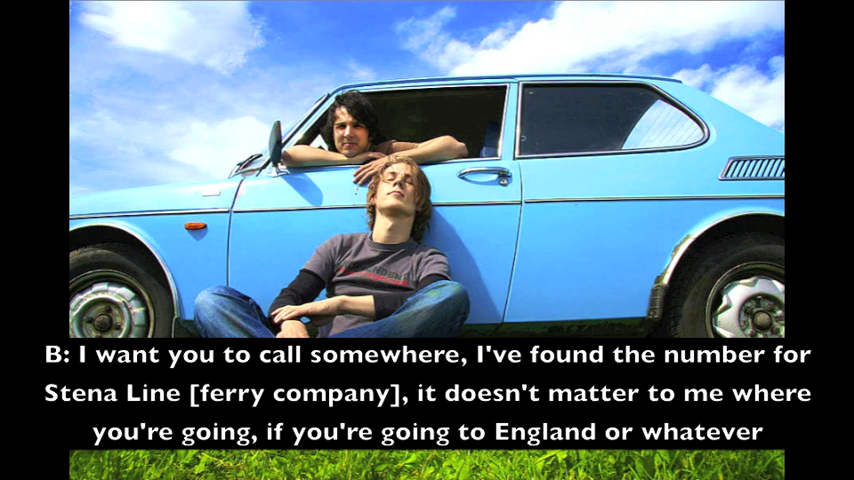 B: I want you to call somewhere, I've found the number for
Stena Line [ferry company], it doesn't matter to me where
you're going, if you're going to England or whatever